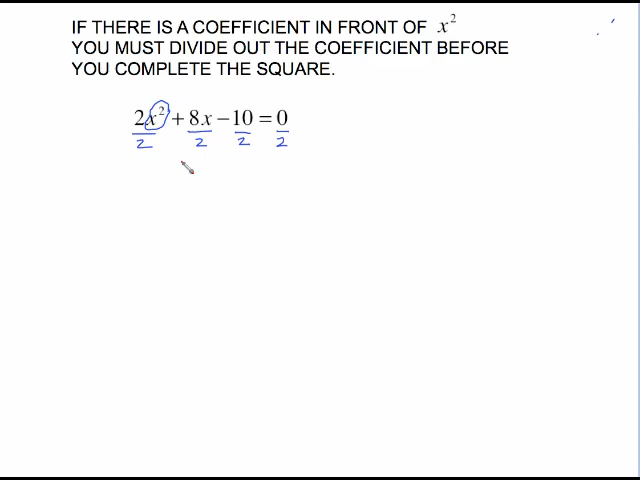 IF THERE IS A COEFFICIENT IN FRONT OF x²
YOU MUST DIVIDE OUT THE COEFFICIENT BEFORE
YOU COMPLETE THE SQUARE.
2x² + 8x − 10 = 0
2 2 2 2